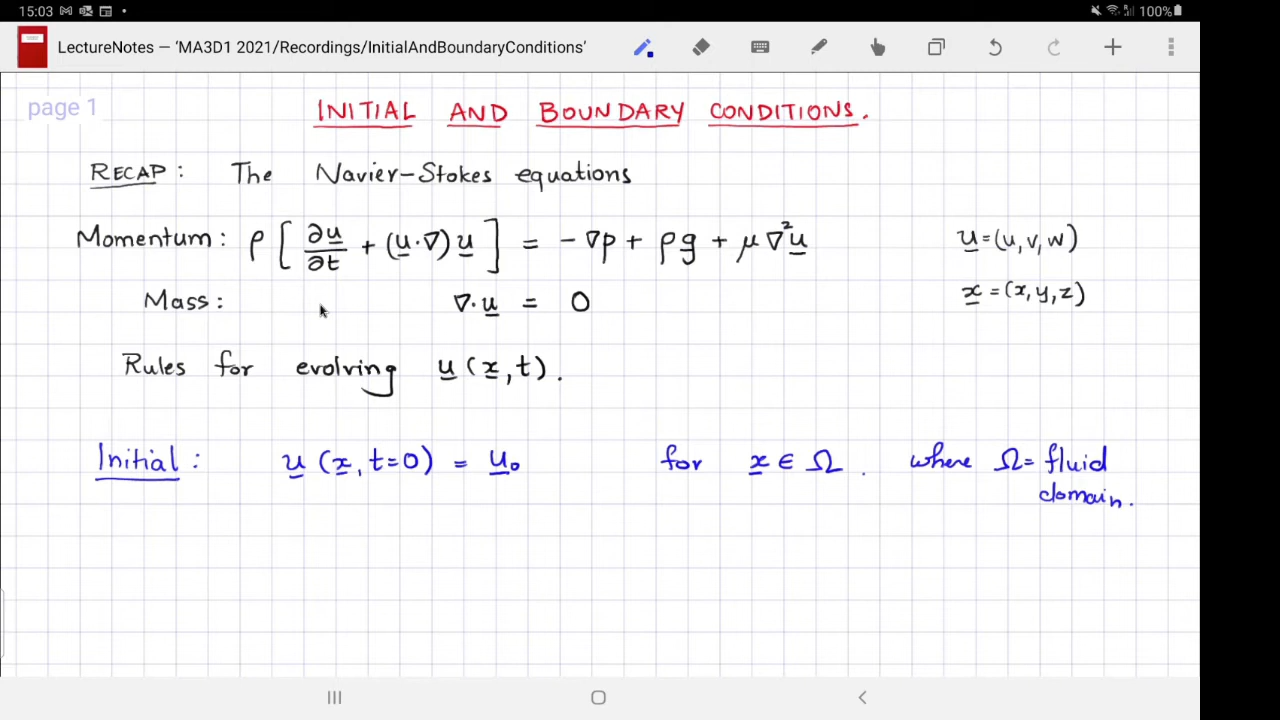 15:03
100%
LectureNotes — ‘MA3D1 2021/Recordings/InitialAndBoundaryConditions’
page 1
INITIAL AND BOUNDARY CONDITIONS.
RECAP: The Navier-Stokes equations
Momentum: ρ [ ∂u̲/∂t + (u̲·∇) u̲ ] = -∇p + ρg + μ∇²u̲ u̲ = (u, v, w)
Mass: ∇·u̲ = 0 x̲ = (x, y, z)
Rules for evolving u̲ (x̲, t).
Initial: u̲ (x̲, t=0) = u̲₀ for x̲ ∈ Ω. where Ω = fluid
domain.